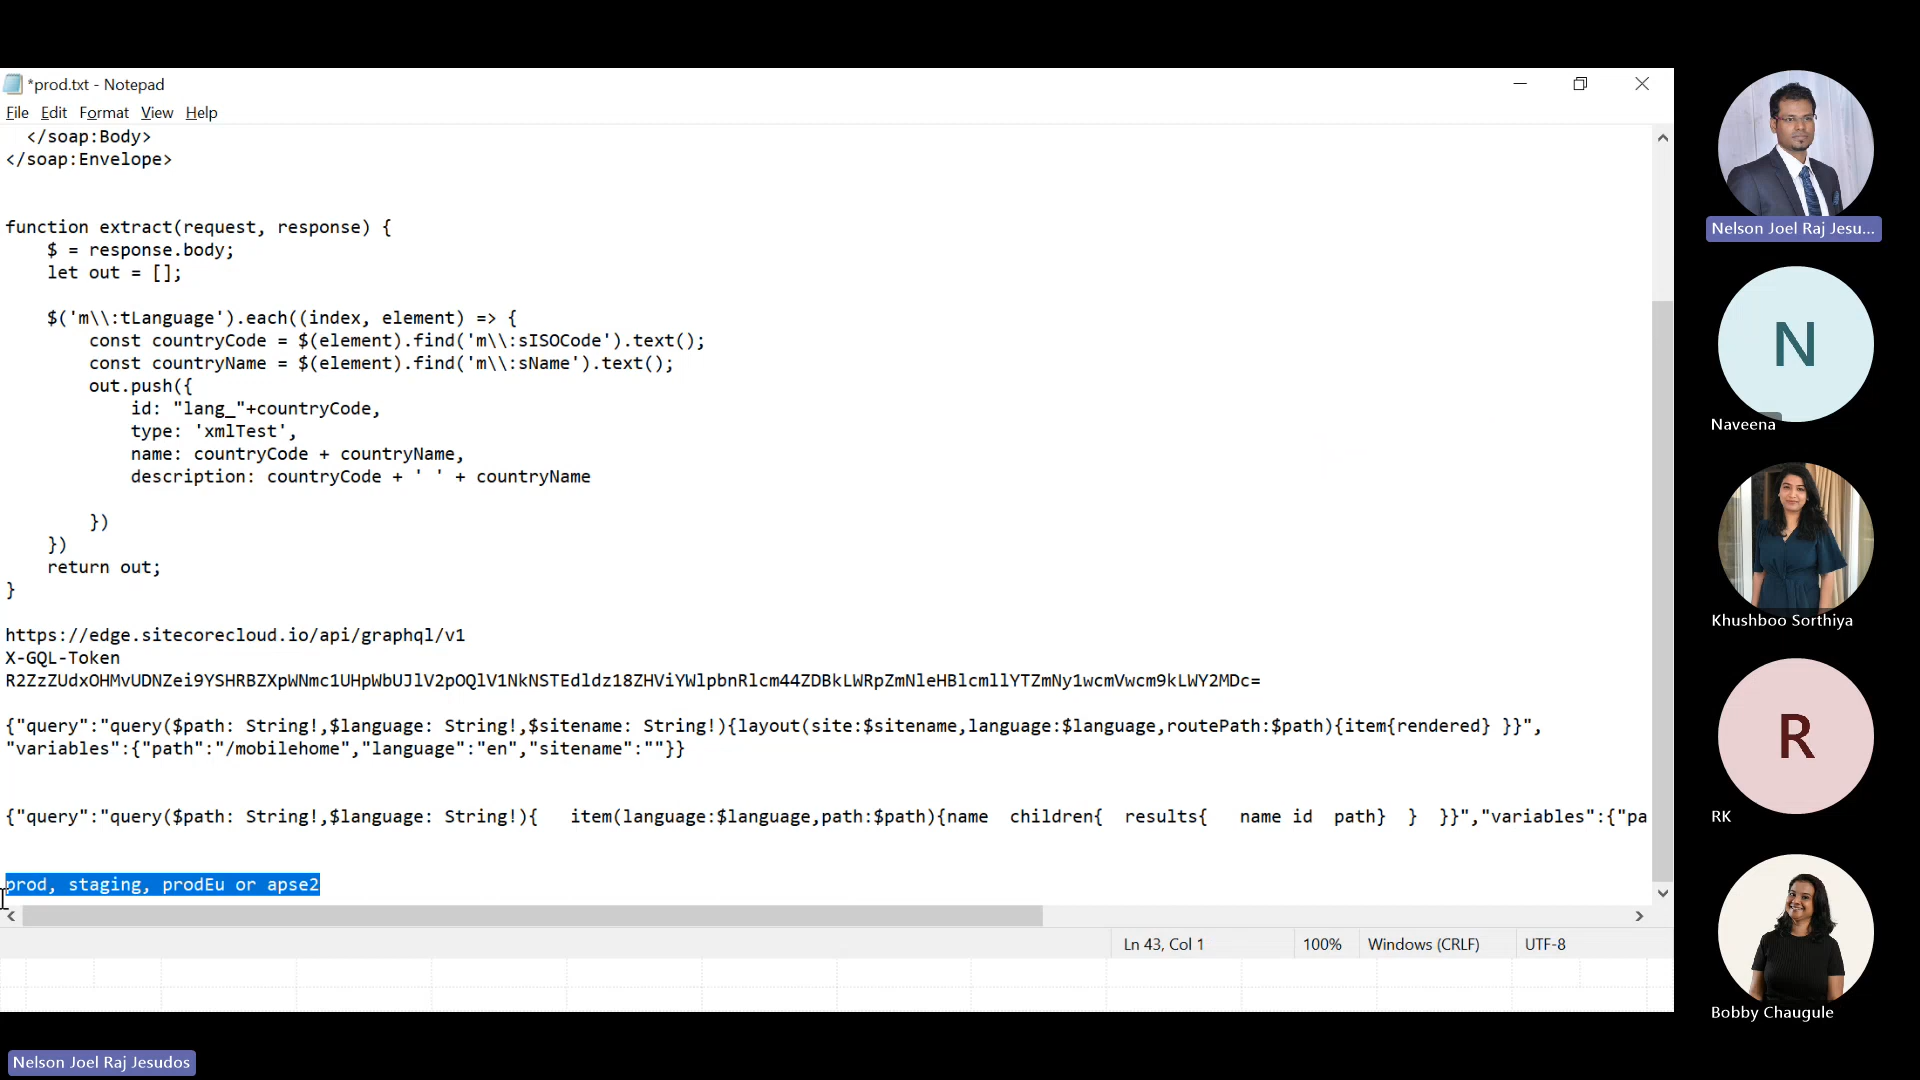 *prod.txt - Notepad
File Edit Format View Help
</soap:Body>
</soap:Envelope>
function extract(request, response) {
$ = response.body;
let out = [];
$('m\\:tLanguage').each((index, element) => {
const countryCode = $(element).find('m\\:sISOCode').text();
const countryName = $(element).find('m\\:sName').text();
out.push({
id: "lang_"+countryCode,
type: 'xmlTest',
name: countryCode + countryName,
description: countryCode + ' ' + countryName
})
})
return out;
}
https://edge.sitecorecloud.io/api/graphql/v1
X-GQL-Token
{"query":"query($path: String!,$language: String!,$sitename: String!){layout(site:$sitename,language:$language,routePath:$path){item{rendered} }}",
"variables":{"path":"/mobilehome","language":"en","sitename":""}}
{"query":"query($path: String!,$language: String!){ item(language:$language,path:$path){name children{ results{ name id path} } }}","variables":{"pa
prod, staging, prodEu or apse2
Ln 43, Col 1 100% Windows (CRLF) UTF-8
Nelson Joel Raj Jesu...
N
Naveena
Khushboo Sorthiya
R
RK
Bobby Chaugule
Nelson Joel Raj Jesudos